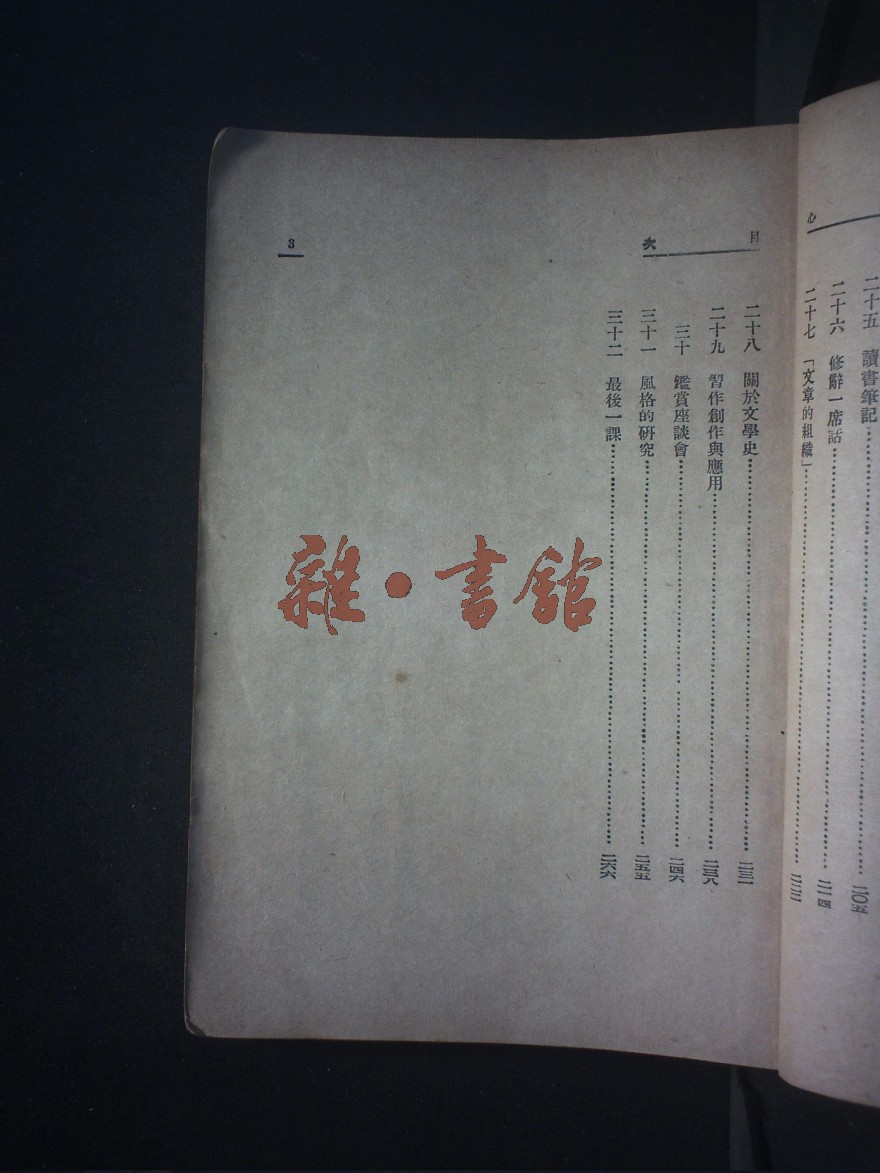 心
二十五　讀書筆記……二〇五
二十六　修辭一席話……二一四
二十七　「文章的組織」……二二二
目次
3
二十八　關於文學史……二三一
二十九　習作創作與應用……二三八
三十　鑑賞座談會……二四六
三十一　風格的研究……二五五
三十二　最後一課……二六六
雜・書館